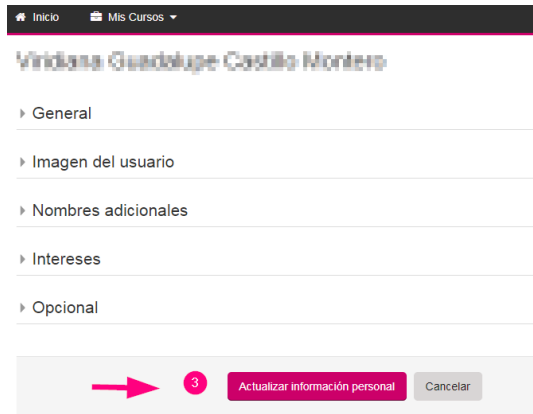 Inicio Mis Cursos
General
Imagen del usuario
Nombres adicionales
Intereses
Opcional
3 Actualizar información personal Cancelar